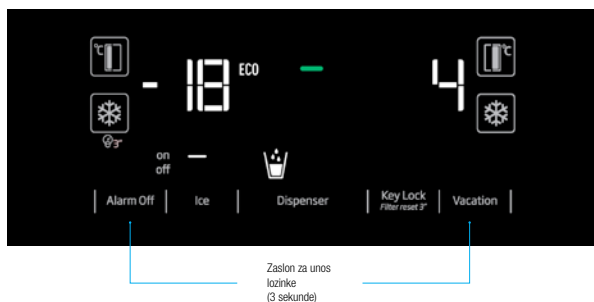 °C °C
-18 ECO 4
3"
on
off
Alarm Off Ice Dispenser Key Lock Vacation
Filter reset 3"
Zaslon za unos
lozinke
(3 sekunde)